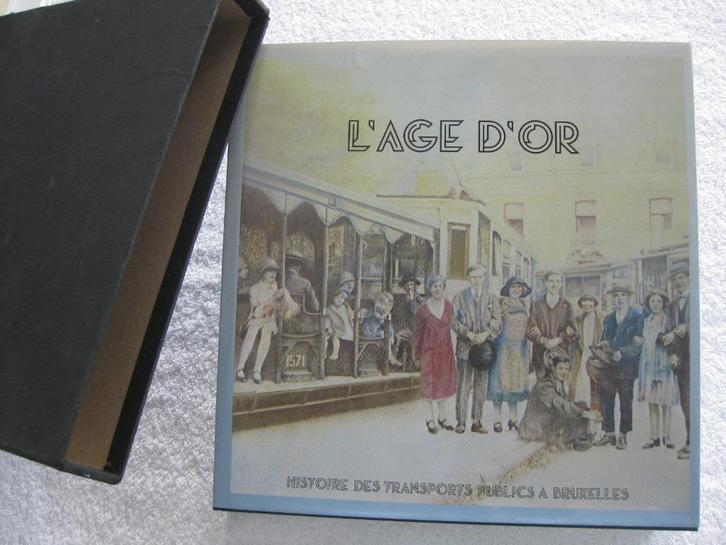 L'AGE D'OR
1571
HISTOIRE DES TRANSPORTS PUBLICS A BRUXELLES